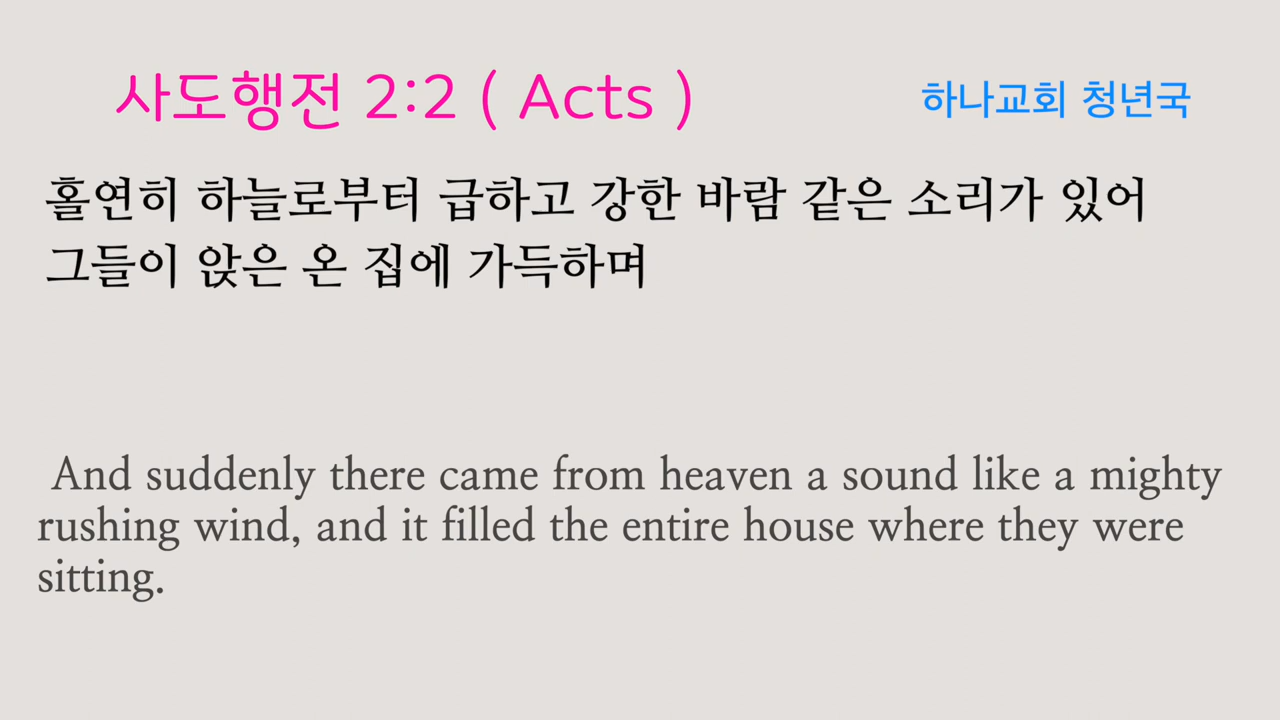 사도행전 2:2 ( Acts )
하나교회 청년국
홀연히 하늘로부터 급하고 강한 바람 같은 소리가 있어
그들이 앉은 온 집에 가득하며
And suddenly there came from heaven a sound like a mighty
rushing wind, and it filled the entire house where they were
sitting.